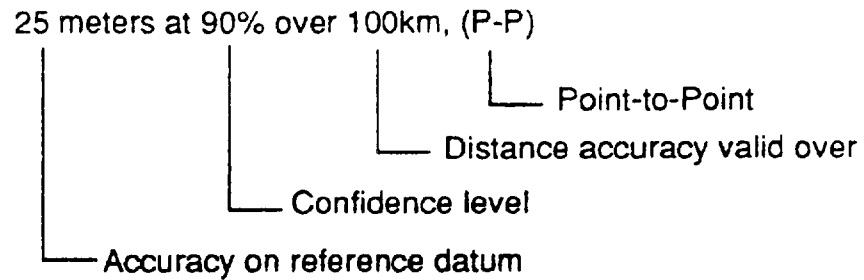 25 meters at 90% over 100km, (P-P)
Point-to-Point
Distance accuracy valid over
Confidence level
Accuracy on reference datum